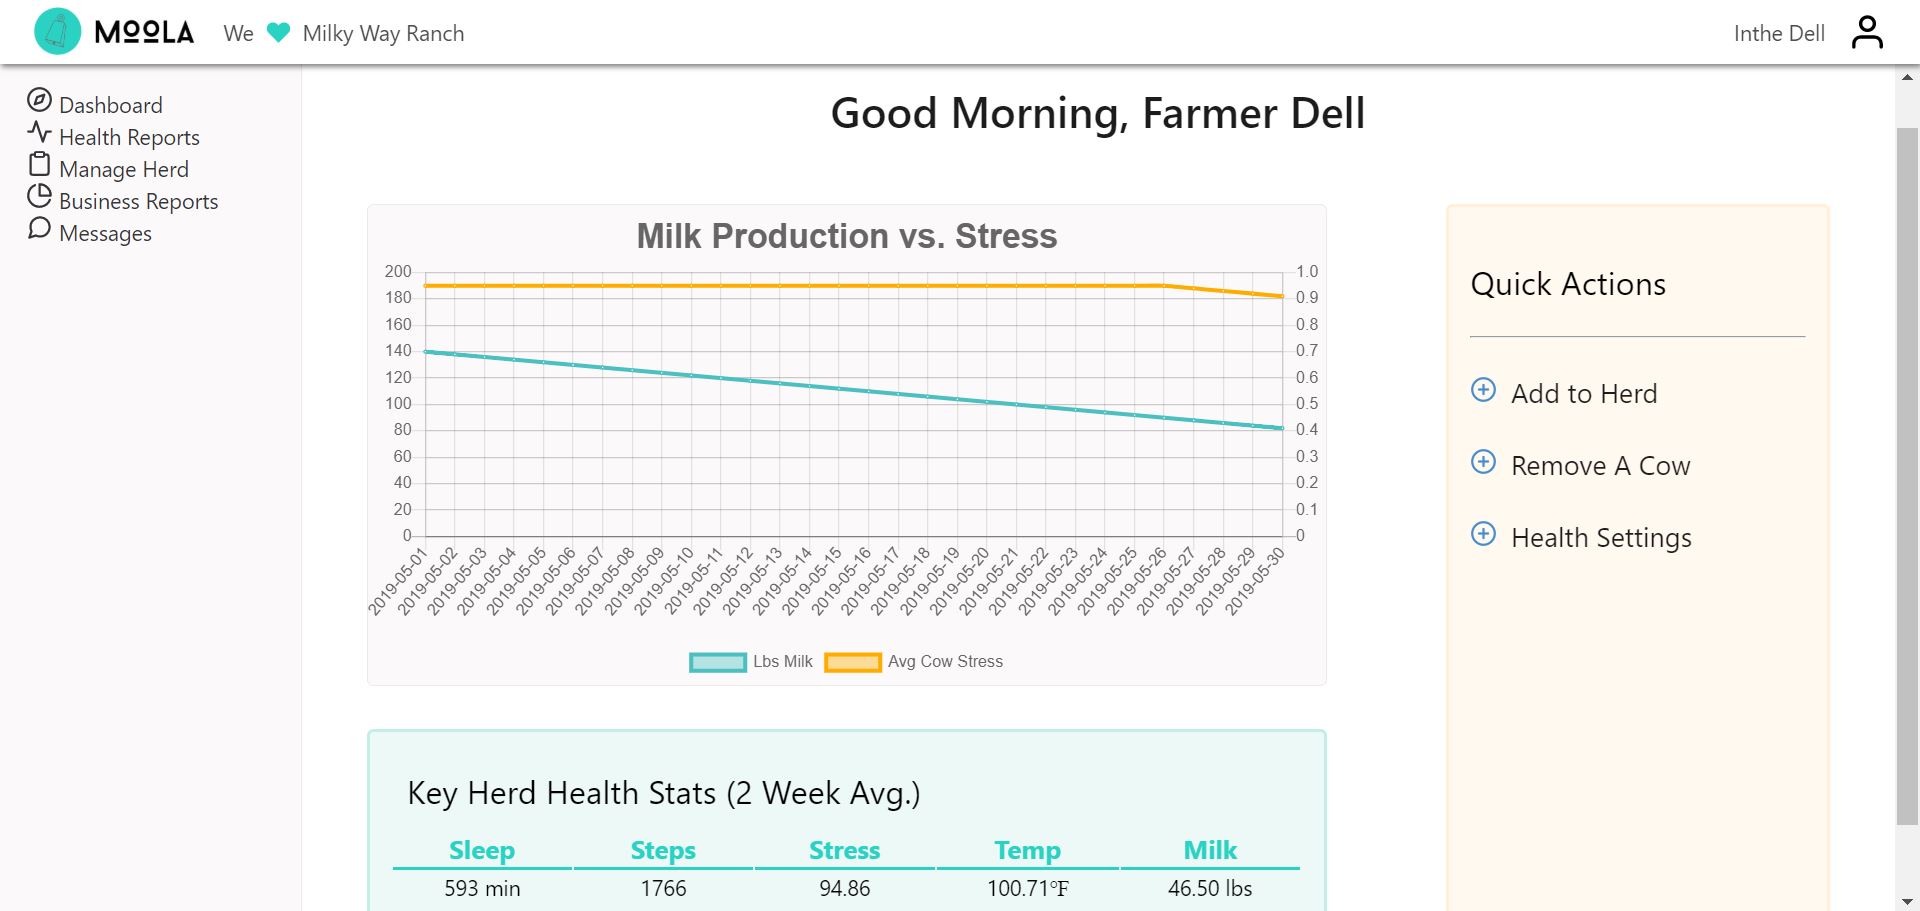 MOOLA We Milky Way Ranch Inthe Dell
Dashboard
Health Reports
Manage Herd
Business Reports
Messages
Good Morning, Farmer Dell
Milk Production vs. Stress
200 1.0
180 0.9
160 0.8
140 0.7
120 0.6
100 0.5
80 0.4
60 0.3
40 0.2
20 0.1
0 0
2019-05-01 2019-05-02 2019-05-03 2019-05-04 2019-05-05 2019-05-06 2019-05-07 2019-05-08 2019-05-09 2019-05-10 2019-05-11 2019-05-12 2019-05-13 2019-05-14 2019-05-15 2019-05-16 2019-05-17 2019-05-18 2019-05-19 2019-05-20 2019-05-21 2019-05-22 2019-05-23 2019-05-24 2019-05-25 2019-05-26 2019-05-27 2019-05-28 2019-05-29 2019-05-30
Lbs Milk Avg Cow Stress
Quick Actions
Add to Herd
Remove A Cow
Health Settings
Key Herd Health Stats (2 Week Avg.)
Sleep Steps Stress Temp Milk
593 min 1766 94.86 100.71°F 46.50 lbs